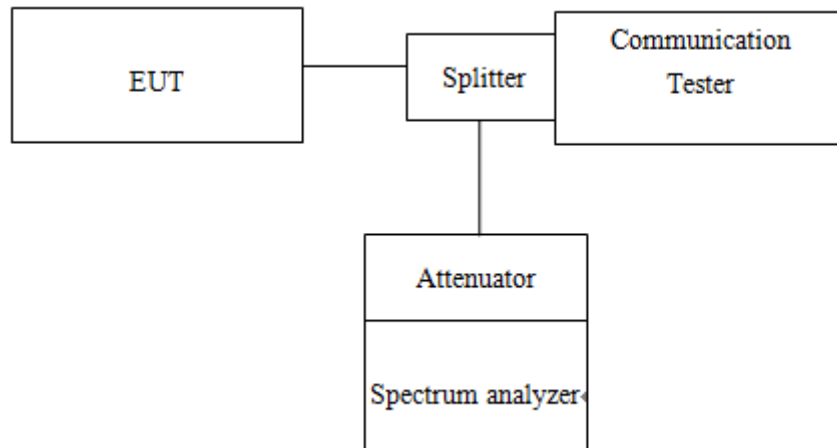 EUT
Splitter
Communication
Tester
Attenuator
Spectrum analyzer